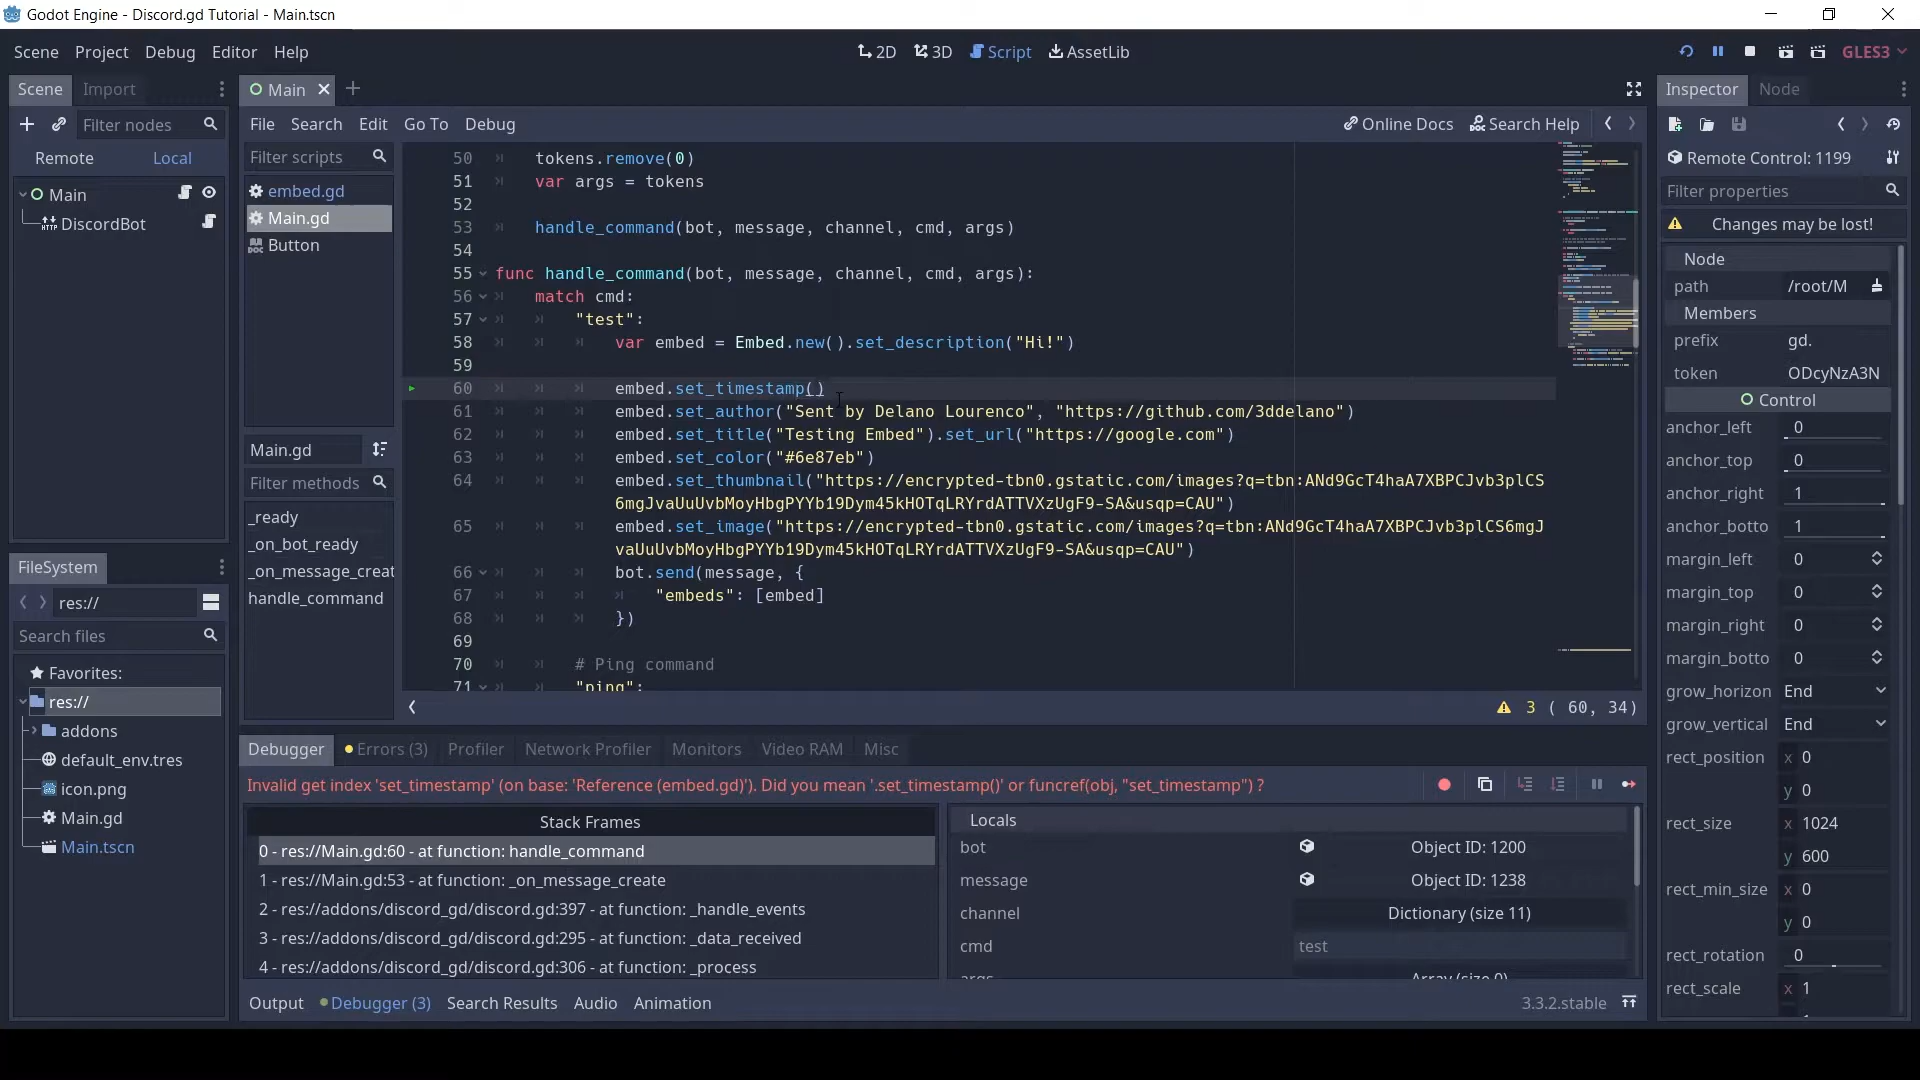 Godot Engine - Discord.gd Tutorial - Main.tscn
Scene Project Debug Editor Help
2D 3D Script AssetLib
GLES3
Scene Import
Filter nodes
Remote Local
Main
DiscordBot
FileSystem
res://
Search files
Favorites:
res://
addons
default_env.tres
icon.png
Main.gd
Main.tscn
Main
File Search Edit Go To Debug
Online Docs Search Help
Filter scripts
embed.gd
Main.gd
Button
Main.gd
Filter methods
_ready
_on_bot_ready
_on_message_creat
handle_command
50 tokens.remove(0)
51 var args = tokens
52
53 handle_command(bot, message, channel, cmd, args)
54
55 func handle_command(bot, message, channel, cmd, args):
56 match cmd:
57 "test":
58 var embed = Embed.new().set_description("Hi!")
59
60 embed.set_timestamp()
61 embed.set_author("Sent by Delano Lourenco", "https://github.com/3ddelano")
62 embed.set_title("Testing Embed").set_url("https://google.com")
63 embed.set_color("#6e87eb")
64 embed.set_thumbnail("https://encrypted-tbn0.gstatic.com/images?q=tbn:ANd9GcT4haA7XBPCJvb3plCS
6mgJvaUuUvbMoyHbgPYYb19Dym45kHOTqLRYrdATTVXzUgF9-SA&usqp=CAU")
65 embed.set_image("https://encrypted-tbn0.gstatic.com/images?q=tbn:ANd9GcT4haA7XBPCJvb3plCS6mgJ
vaUuUvbMoyHbgPYYb19Dym45kHOTqLRYrdATTVXzUgF9-SA&usqp=CAU")
66 bot.send(message, {
67 "embeds": [embed]
68 })
69
70 # Ping command
71 "ping":
3 ( 60, 34)
Debugger Errors (3) Profiler Network Profiler Monitors Video RAM Misc
Invalid get index 'set_timestamp' (on base: 'Reference (embed.gd)'). Did you mean '.set_timestamp()' or funcref(obj, "set_timestamp") ?
Stack Frames
0 - res://Main.gd:60 - at function: handle_command
1 - res://Main.gd:53 - at function: _on_message_create
2 - res://addons/discord_gd/discord.gd:397 - at function: _handle_events
3 - res://addons/discord_gd/discord.gd:295 - at function: _data_received
4 - res://addons/discord_gd/discord.gd:306 - at function: _process
Locals
bot Object ID: 1200
message Object ID: 1238
channel Dictionary (size 11)
cmd test
args Array (size 0)
Output Debugger (3) Search Results Audio Animation
3.3.2.stable
Inspector Node
Remote Control: 1199
Filter properties
Changes may be lost!
Node
path /root/M
Members
prefix gd.
token ODcyNzA3N
Control
anchor_left 0
anchor_top 0
anchor_right 1
anchor_botto 1
margin_left 0
margin_top 0
margin_right 0
margin_botto 0
grow_horizon End
grow_vertical End
rect_position x 0
y 0
rect_size x 1024
y 600
rect_min_size x 0
y 0
rect_rotation 0
rect_scale x 1